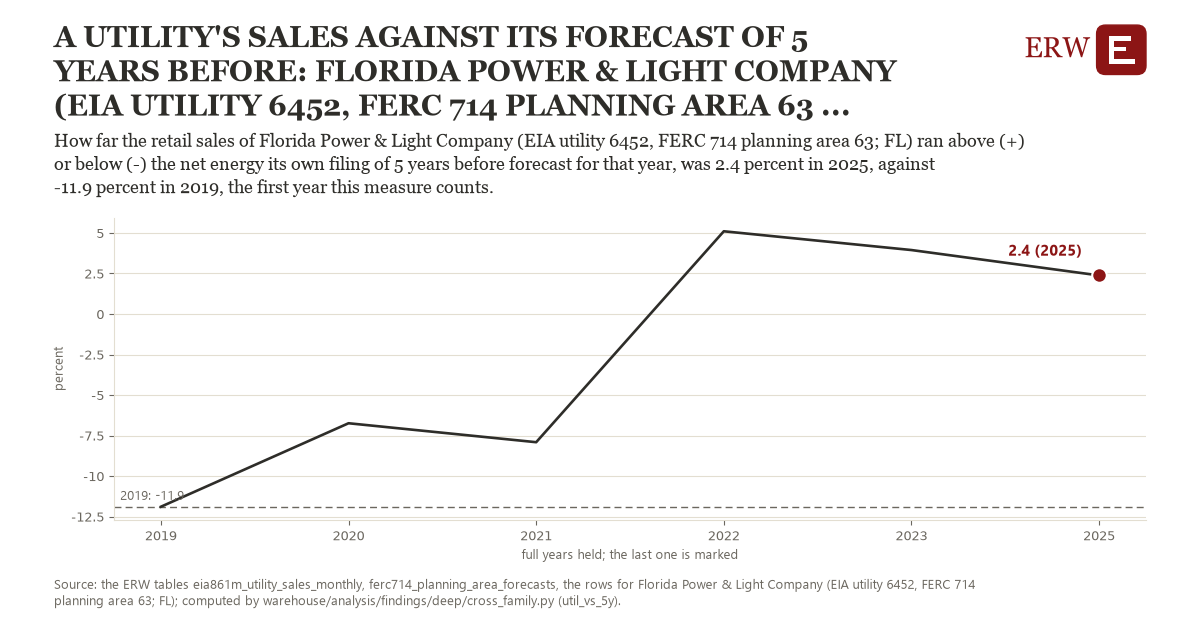 A UTILITY'S SALES AGAINST ITS FORECAST OF 5
YEARS BEFORE: FLORIDA POWER & LIGHT COMPANY
(EIA UTILITY 6452, FERC 714 PLANNING AREA 63 ...
ERW E
How far the retail sales of Florida Power & Light Company (EIA utility 6452, FERC 714 planning area 63; FL) ran above (+)
or below (-) the net energy its own filing of 5 years before forecast for that year, was 2.4 percent in 2025, against
-11.9 percent in 2019, the first year this measure counts.
5
2.5
0
-2.5
-5
-7.5
-10
-12.5
percent
2.4 (2025)
2019: -11.9
2019 2020 2021 2022 2023 2025
full years held; the last one is marked
Source: the ERW tables eia861m_utility_sales_monthly, ferc714_planning_area_forecasts, the rows for Florida Power & Light Company (EIA utility 6452, FERC 714
planning area 63; FL); computed by warehouse/analysis/findings/deep/cross_family.py (util_vs_5y).